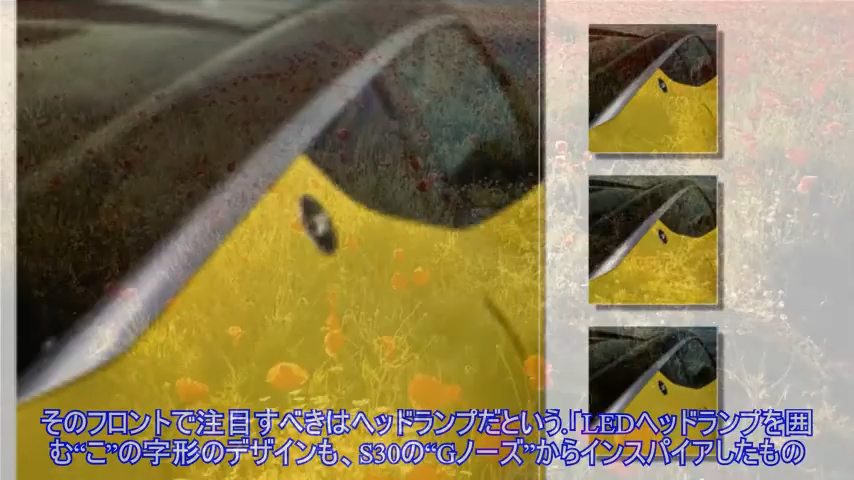 そのフロントで注目すべきはヘッドランプだという．「LEDヘッドランプを囲
む“こ”の字形のデザインも、S30の“Gノーズ”からインスパイアしたもの